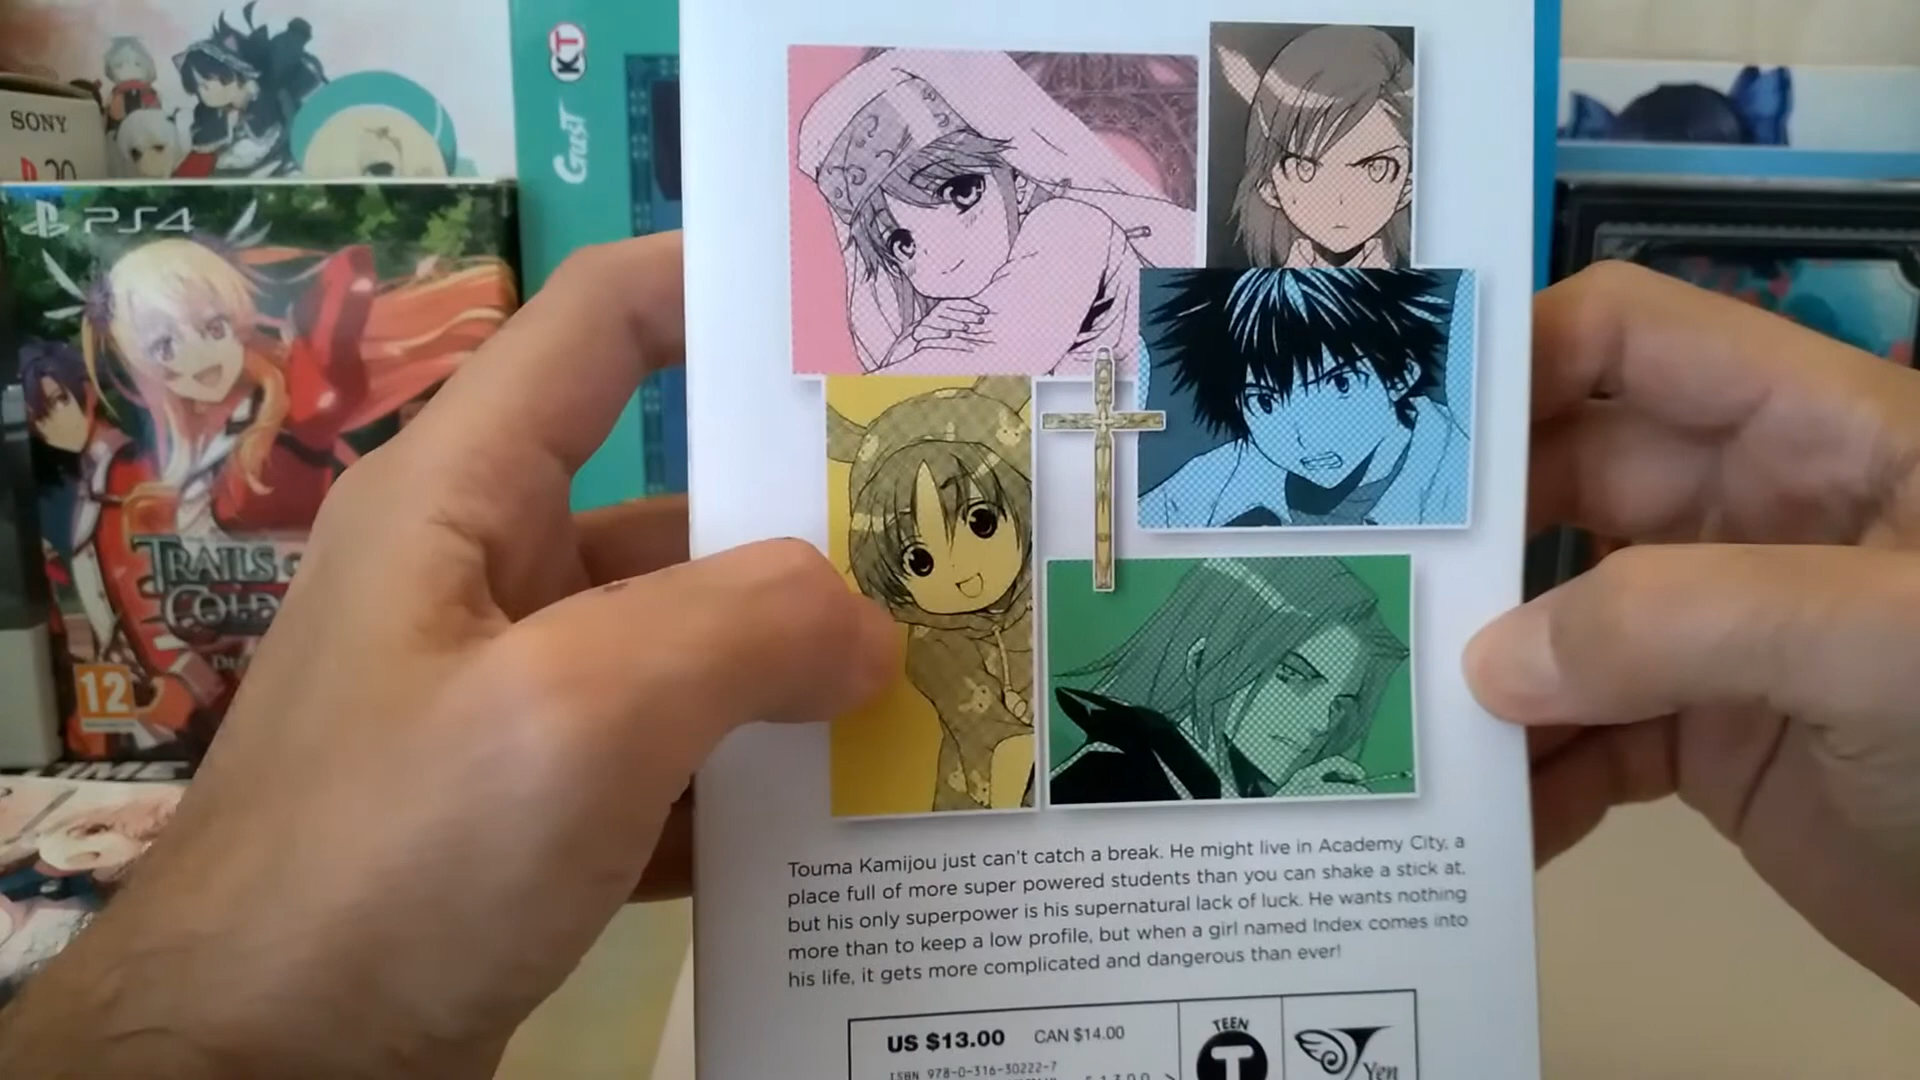 SONY
PS4
TRAILS
COLD
12
GUST
KT
Touma Kamijou just can't catch a break. He might live in Academy City, a
place full of more super powered students than you can shake a stick at,
but his only superpower is his supernatural lack of luck. He wants nothing
more than to keep a low profile, but when a girl named Index comes into
his life, it gets more complicated and dangerous than ever!
US $13.00 CAN $14.00
ISBN 978-0-316-30222-7
TEEN
T
Yen